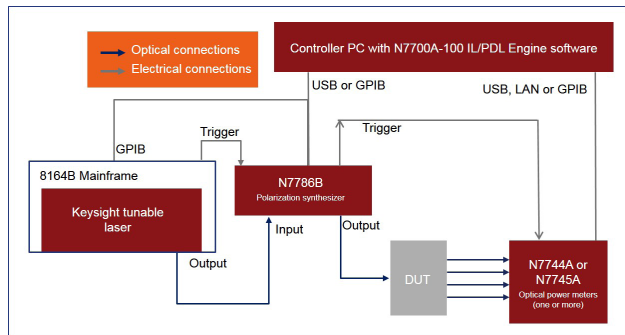 Optical connections
Electrical connections
Controller PC with N7700A-100 IL/PDL Engine software
USB or GPIB
USB, LAN or GPIB
Trigger
Trigger
GPIB
8164B Mainframe
N7786B
Polarization synthesizer
Keysight tunable
laser
Input
Output
Output
DUT
N7744A or
N7745A
Optical power meters
(one or more)